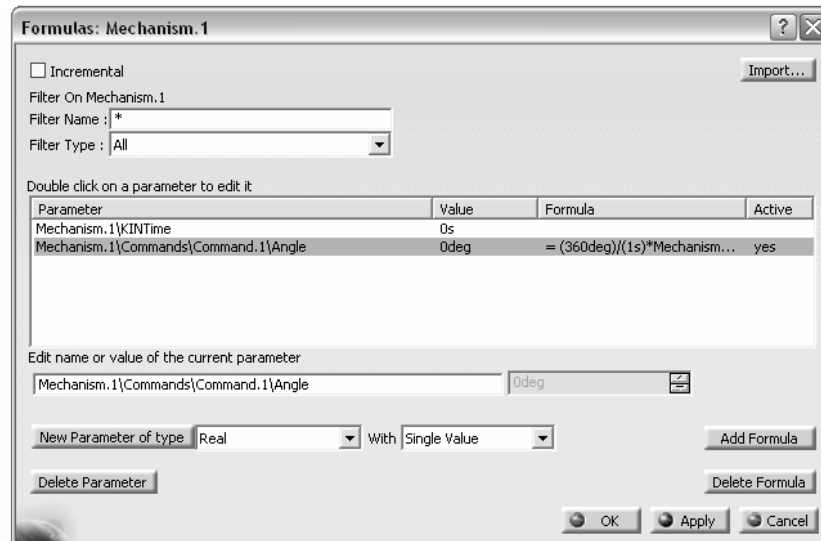 Formulas: Mechanism.1
Incremental
Import...
Filter On Mechanism.1
Filter Name : *
Filter Type : All
Double click on a parameter to edit it
Parameter Value Formula Active
Mechanism.1\KINTime 0s
Mechanism.1\Commands\Command.1\Angle 0deg = (360deg)/(1s)*Mechanism... yes
Edit name or value of the current parameter
Mechanism.1\Commands\Command.1\Angle 0deg
New Parameter of type Real With Single Value Add Formula
Delete Parameter Delete Formula
OK Apply Cancel